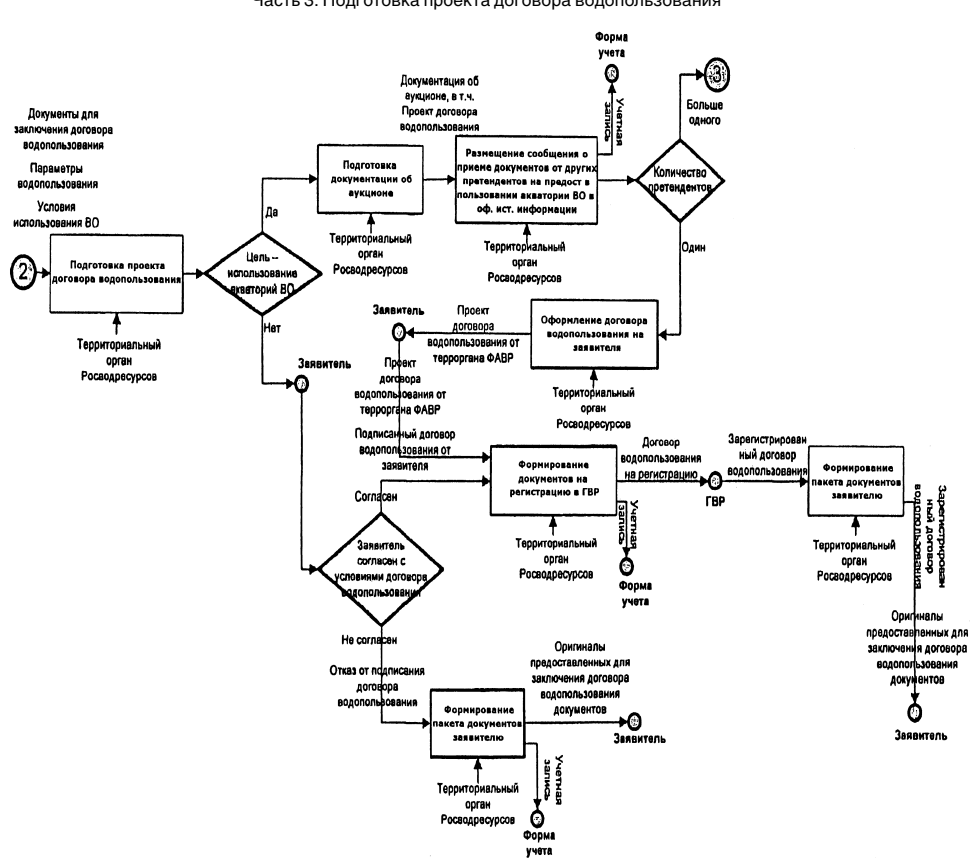 Часть 3. Подготовка проекта договора водопользования
Форма
учета
3
Документация об
аукционе, в т.ч.
Проект договора
водопользования
Учетная
запись
Больше
одного
Документы для
заключения договора
водопользования
Параметры
водопользования
Условия
использования ВО
Подготовка
документации об
аукционе
Размещение сообщения о
приеме документов от других
претендентов на предост в
пользовании акватории ВО в
оф. ист. информации
Количество
претендентов
Да
Территориальный
орган
Росводресурсов
Территориальный
орган
Росводресурсов
Один
2
Подготовка проекта
договора водопользования
Цель –
использование
акваторий ВО
Нет
Территориальный
орган
Росводресурсов
Заявитель
Проект
договора
водопользования от
терроргана ФАВР
Оформление договора
водопользования на
заявителя
Заявитель
Проект
договора
водопользования от
терроргана ФАВР
Территориальный
орган
Росводресурсов
Подписанный договор
водопользования от
заявителя
Формирование
документов на
регистрацию в ГВР
Договор
водопользования
на регистрацию
ГВР
Зарегистрирован
ный договор
водопользования
Формирование
пакета документов
заявителю
Согласен
Учетная
запись
Зарегистрирован
ный договор
водопользования
Заявитель
согласен с
условиями договора
водопользования
Территориальный
орган
Росводресурсов
Форма
учета
Территориальный
орган
Росводресурсов
Не согласен
Оригиналы
предоставленных для
заключения договора
водопользования
документов
Заявитель
Отказ от подписания
договора
водопользования
Оригиналы
предоставленных для
заключения договора
водопользования
документов
Формирование
пакета документов
заявителю
Заявитель
Учетная
запись
Территориальный
орган
Росводресурсов
Форма
учета